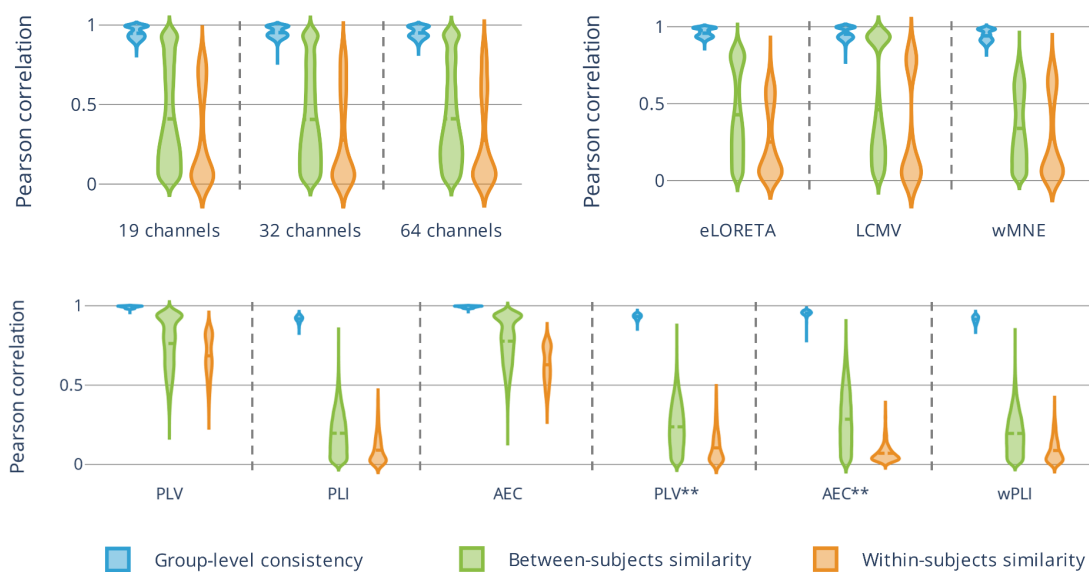 Pearson correlation
1
0.5
0
19 channels
32 channels
64 channels
Pearson correlation
1
0.5
0
eLORETA
LCMV
wMNE
Pearson correlation
1
0.5
0
PLV
PLI
AEC
PLV**
AEC**
wPLI
Group-level consistency
Between-subjects similarity
Within-subjects similarity